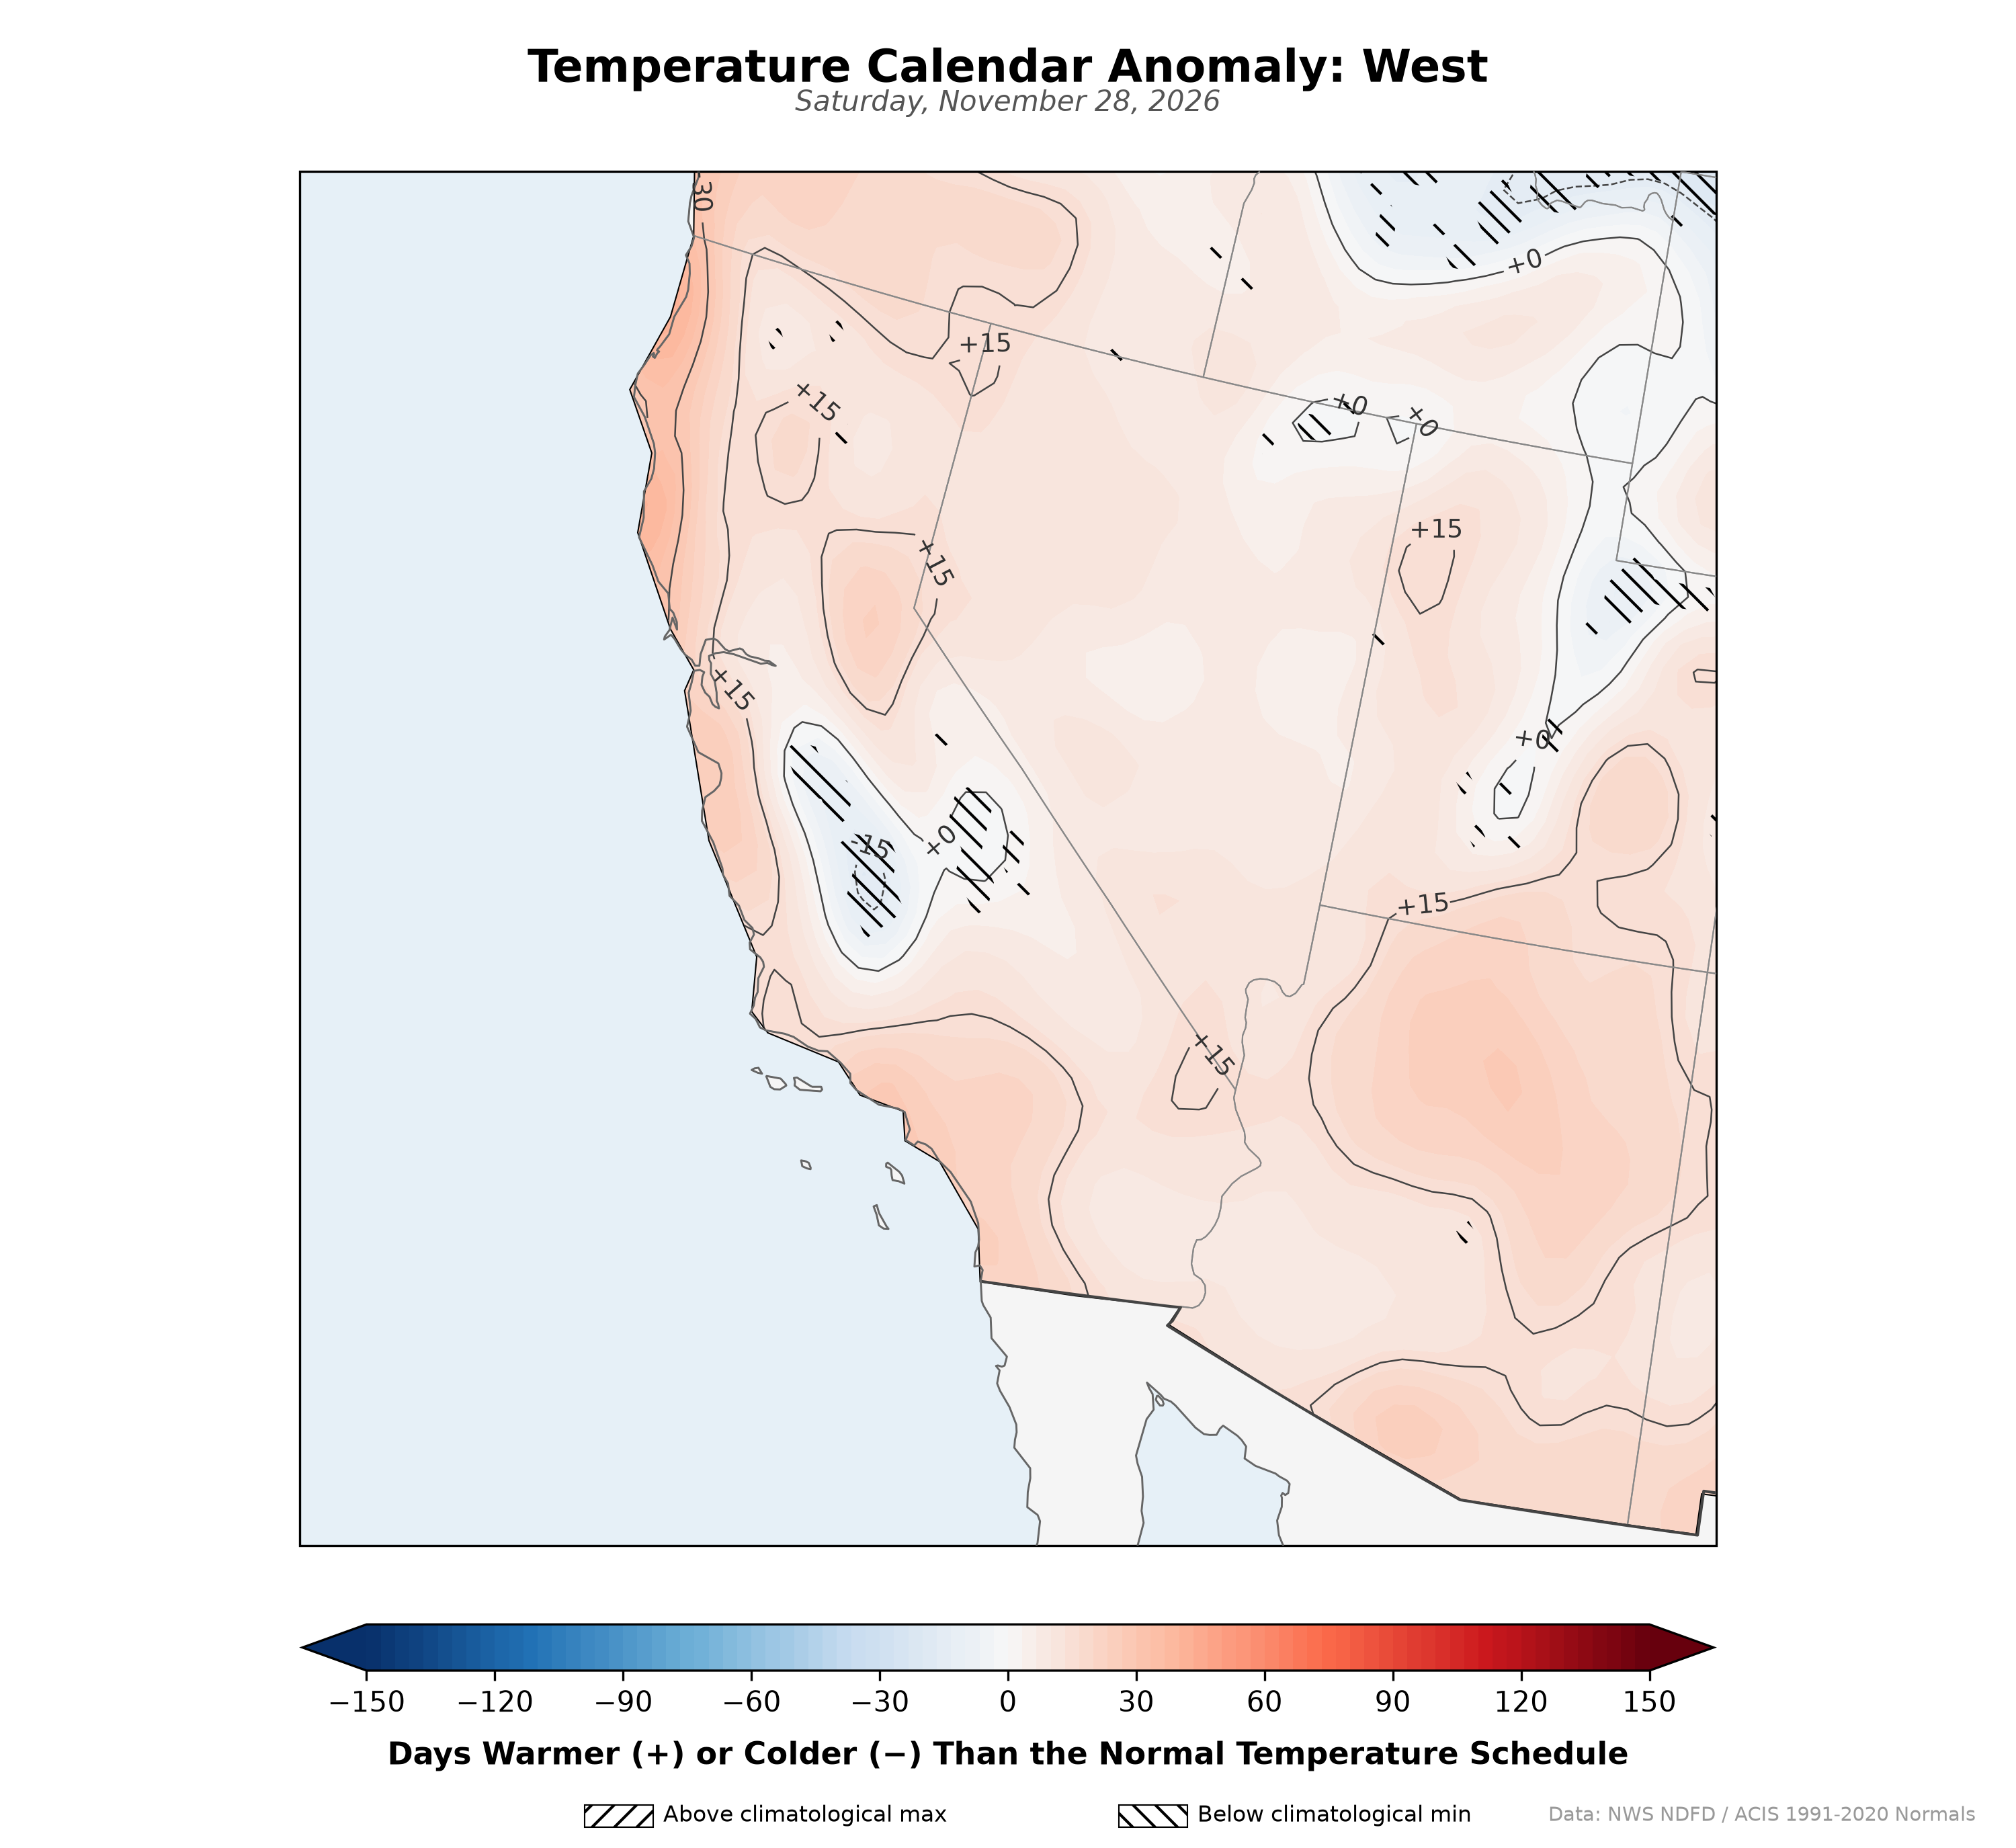 Temperature Calendar Anomaly: West
Saturday, November 28, 2026
30
+0
+15
+15
+0
+0
+15
+15
+15
+0
-15
+0
+15
+15
−150 −120 −90 −60 −30 0 30 60 90 120 150
Days Warmer (+) or Colder (−) Than the Normal Temperature Schedule
Above climatological max
Below climatological min
Data: NWS NDFD / ACIS 1991-2020 Normals